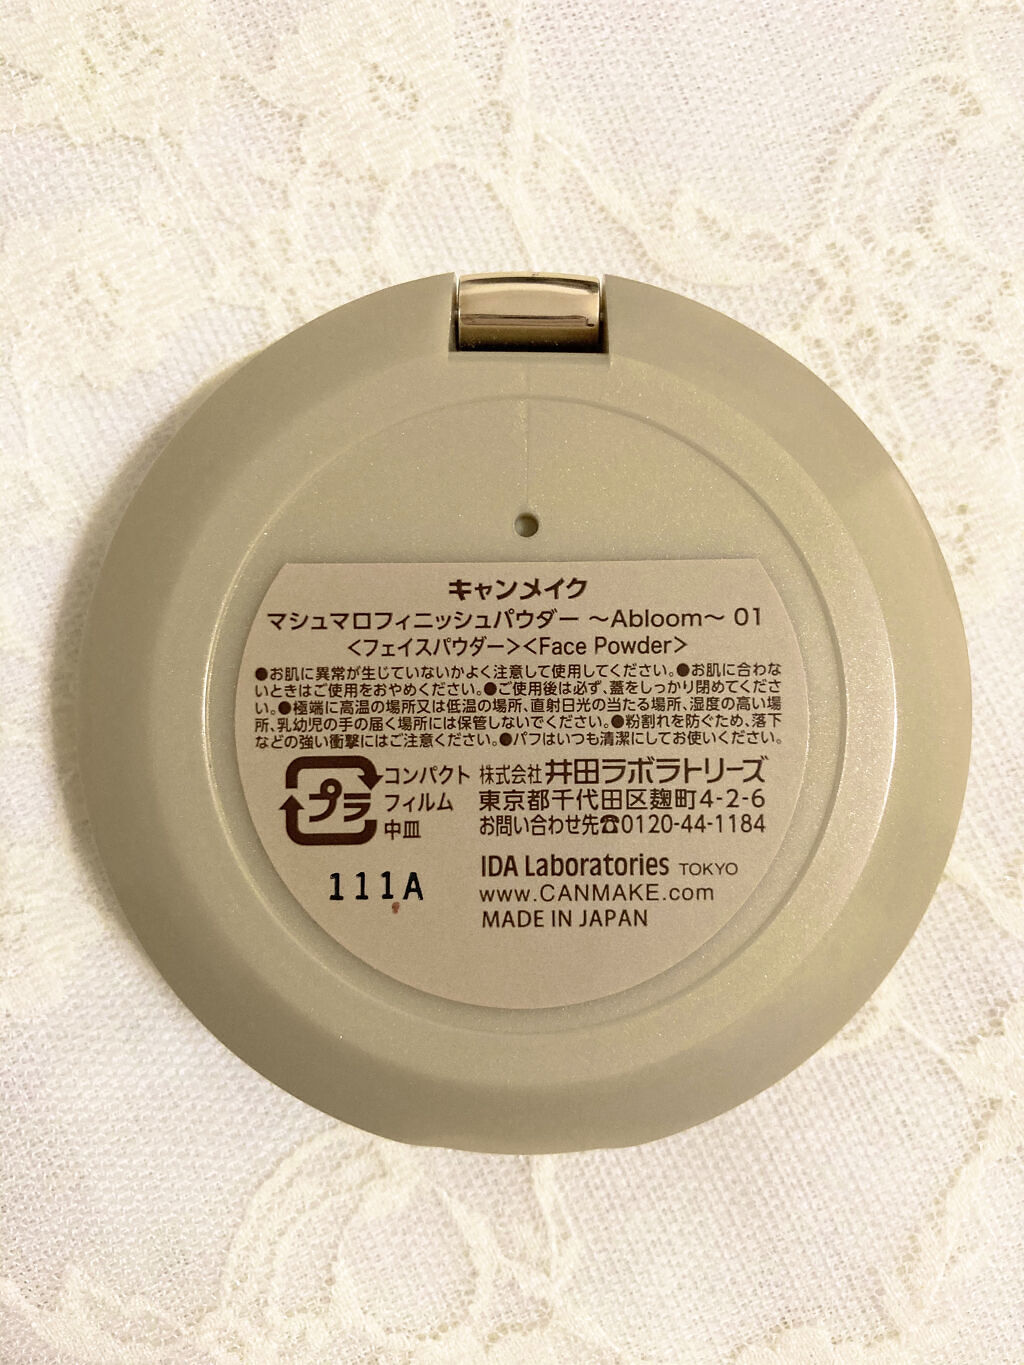 キャンメイク
マシュマロフィニッシュパウダー ～Abloom～ 01
<フェイスパウダー><Face Powder>
●お肌に異常が生じていないかよく注意して使用してください。●お肌に合わな
いときはご使用をおやめください。●ご使用後は必ず、蓋をしっかり閉めてくださ
い。●極端に高温の場所又は低温の場所、直射日光の当たる場所、湿度の高い場
所、乳幼児の手の届く場所には保管しないでください。●粉割れを防ぐため、落下
などの強い衝撃にはご注意ください。●パフはいつも清潔にしてお使いください。
プラ
コンパクト
フィルム
中皿
株式会社 井田ラボラトリーズ
東京都千代田区麹町4-2-6
お問い合わせ先☎0120-44-1184
111A
IDA Laboratories TOKYO
www.CANMAKE.com
MADE IN JAPAN